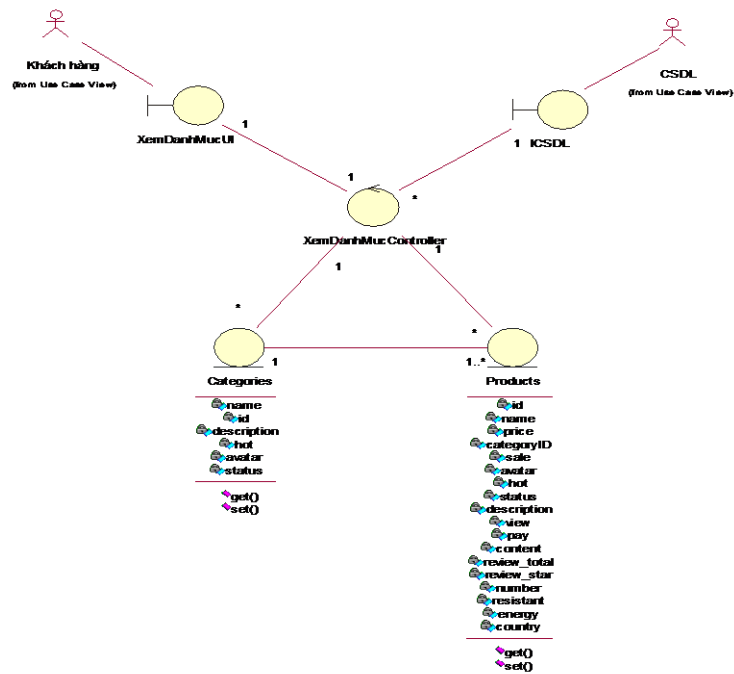 Khách hàng
(from Use Case View)
CSDL
(from Use Case View)
XemDanhMucUI
1
1 ICSDL
1
*
XemDanhMucController
1
1
*
*
1
1..*
Categories
name
id
description
hot
avatar
status
get()
set()
Products
id
name
price
categoryID
sale
avatar
hot
status
description
view
pay
content
review_total
review_star
number
resistant
energy
country
get()
set()